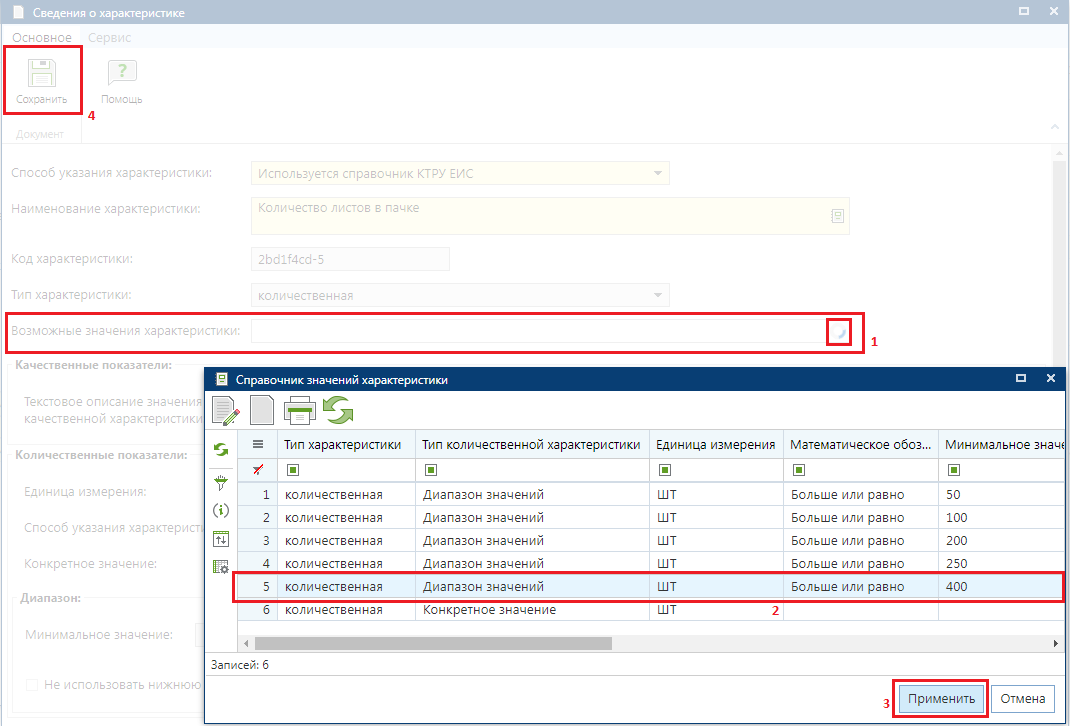 Сведения о характеристике
Основное Сервис
Сохранить Помощь
4
Документ
Способ указания характеристики: Используется справочник КТРУ ЕИС
Наименование характеристики: Количество листов в пачке
Код характеристики: 2bd1f4cd-5
Тип характеристики: количественная
Возможные значения характеристики:
1
Качественные показатели:
Текстовое описание значения
качественной характеристики
Количественные показатели:
Единица измерения:
Способ указания характеристи
Конкретное значение:
Диапазон:
Минимальное значение:
Не использовать нижнюю
Справочник значений характеристики
Тип характеристики Тип количественной характеристики Единица измерения Математическое обоз... Минимальное значе
1 количественная Диапазон значений ШТ Больше или равно 50
2 количественная Диапазон значений ШТ Больше или равно 100
3 количественная Диапазон значений ШТ Больше или равно 200
4 количественная Диапазон значений ШТ Больше или равно 250
5 количественная Диапазон значений ШТ Больше или равно 400
6 количественная Конкретное значение ШТ
2
Записей: 6
3 Применить Отмена